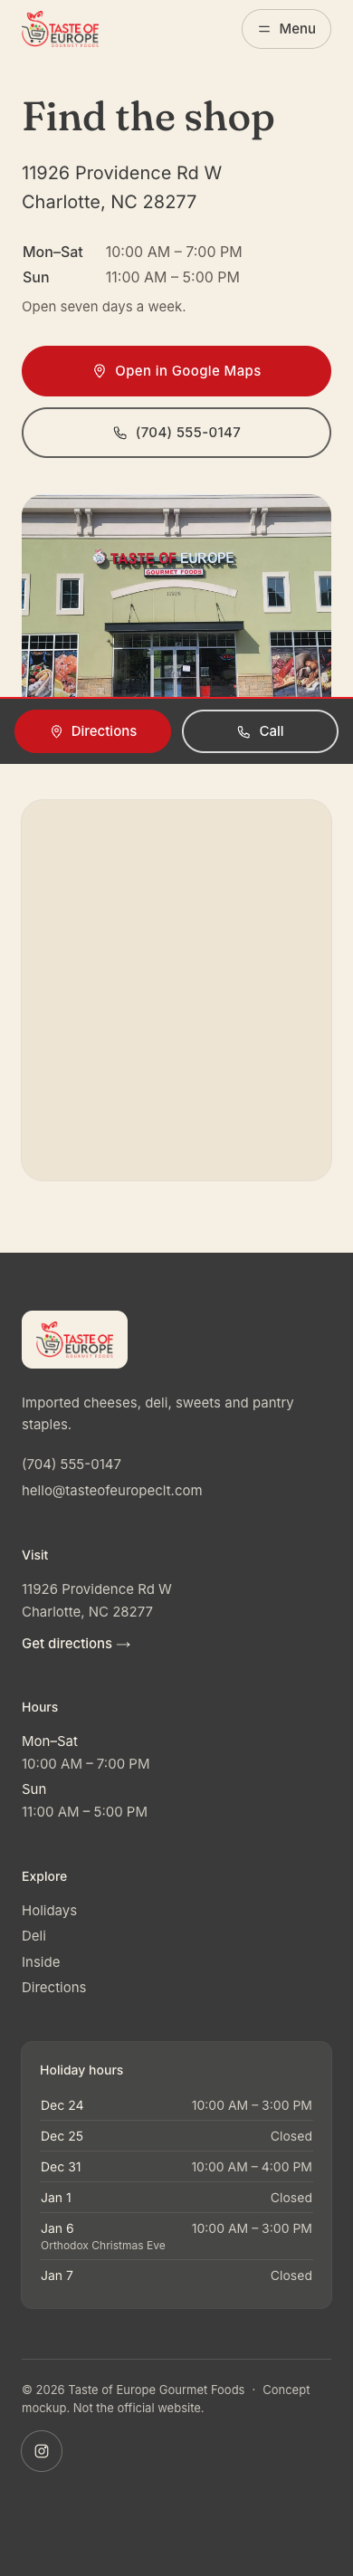 TASTE OF
EUROPE
GOURMET FOODS
Menu
Find the shop
11926 Providence Rd W
Charlotte, NC 28277
Mon–Sat 10:00 AM – 7:00 PM
Sun 11:00 AM – 5:00 PM
Open seven days a week.
Open in Google Maps
(704) 555-0147
TASTE OF EUROPE
GOURMET FOODS
Directions
Call
TASTE OF
EUROPE
GOURMET FOODS
Imported cheeses, deli, sweets and pantry
staples.
(704) 555-0147
hello@tasteofeuropeclt.com
Visit
11926 Providence Rd W
Charlotte, NC 28277
Get directions →
Hours
Mon–Sat
10:00 AM – 7:00 PM
Sun
11:00 AM – 5:00 PM
Explore
Holidays
Deli
Inside
Directions
Holiday hours
Dec 24 10:00 AM – 3:00 PM
Dec 25 Closed
Dec 31 10:00 AM – 4:00 PM
Jan 1 Closed
Jan 6 10:00 AM – 3:00 PM
Orthodox Christmas Eve
Jan 7 Closed
© 2026 Taste of Europe Gourmet Foods · Concept
mockup. Not the official website.